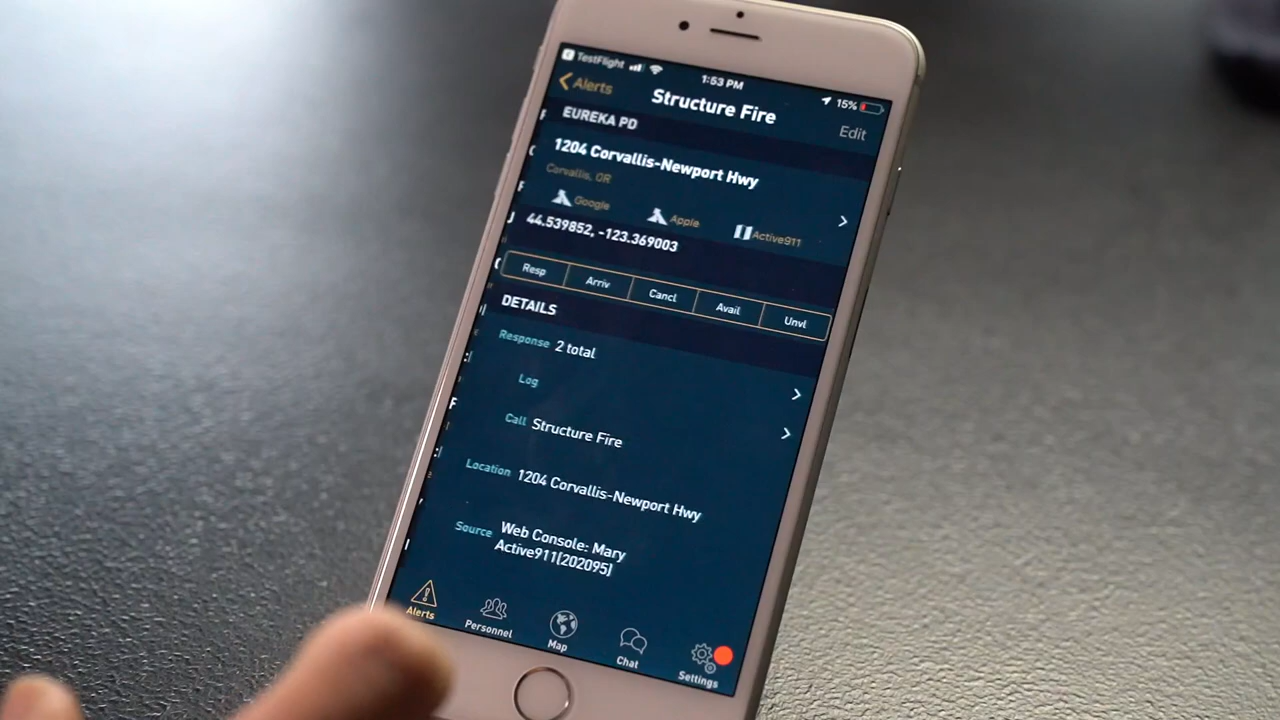 TestFlight 1:53 PM 15%
Alerts Structure Fire Edit
EUREKA PD
1204 Corvallis-Newport Hwy
Corvallis, OR
Google Apple Active911
44.539852, -123.369003
Resp Arriv Cancl Avail Unvl
DETAILS
Response 2 total
Log
Call Structure Fire
Location 1204 Corvallis-Newport Hwy
Source Web Console: Mary
Active911[202095]
Alerts Personnel Map Chat Settings